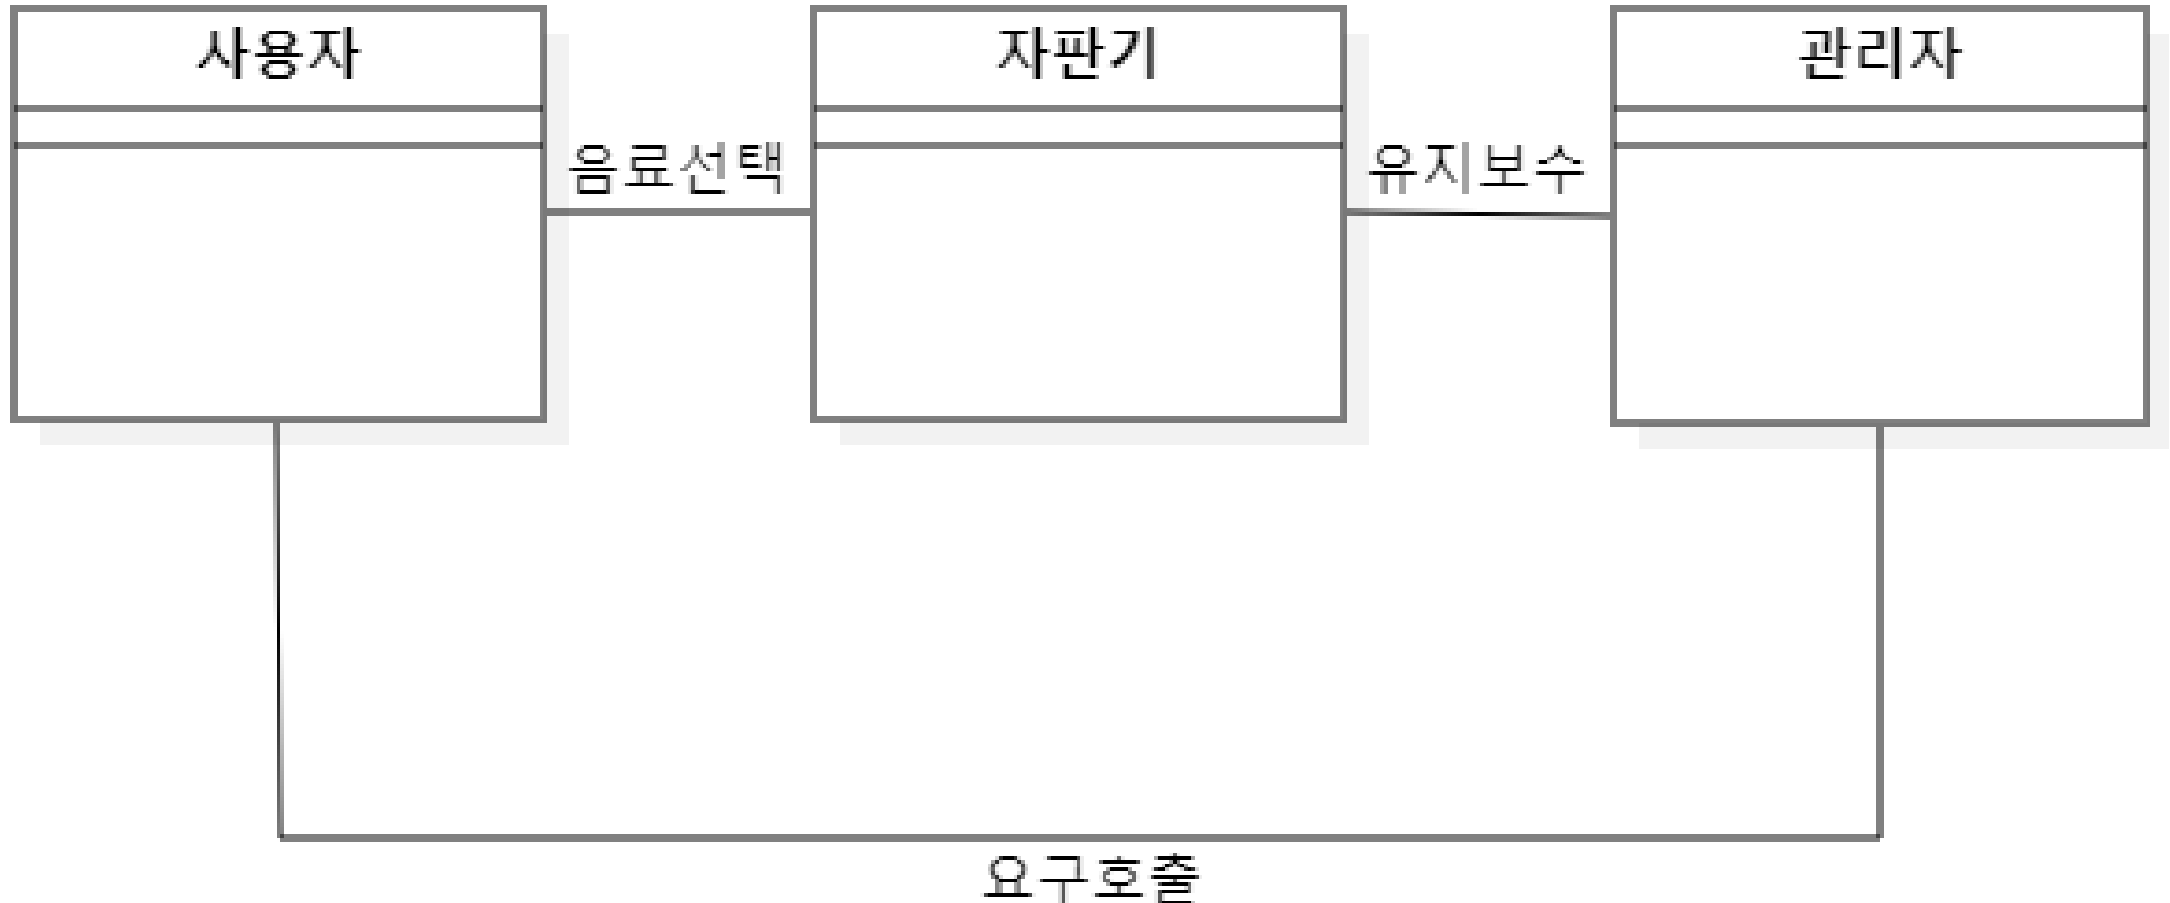 사용자
자판기
관리자
음료선택
유지보수
요구호출